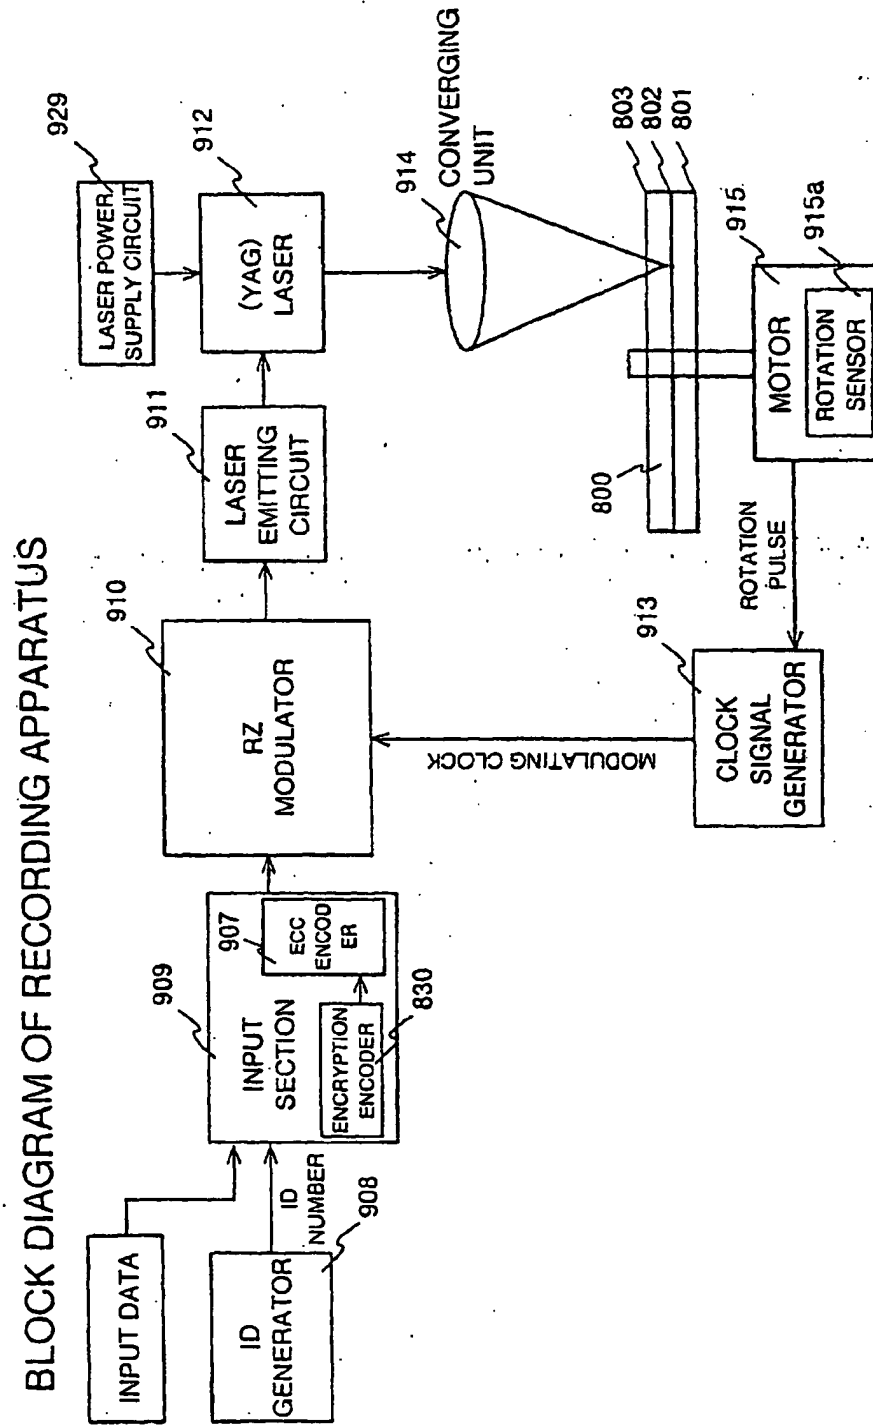 BLOCK DIAGRAM OF RECORDING APPARATUS
INPUT DATA
ID
GENERATOR
908
ID
NUMBER
909
INPUT
SECTION
907
ECC
ENCOD
ER
ENCRYPTION
ENCODER
830
910
RZ
MODULATOR
911
LASER
EMITTING
CIRCUIT
LASER POWER
SUPPLY CIRCUIT
929
(YAG)
LASER
912
914
CONVERGING
UNIT
803
802
801
800
915
915a
MOTOR
ROTATION
SENSOR
ROTATION
PULSE
913
CLOCK
SIGNAL
GENERATOR
MODULATING CLOCK